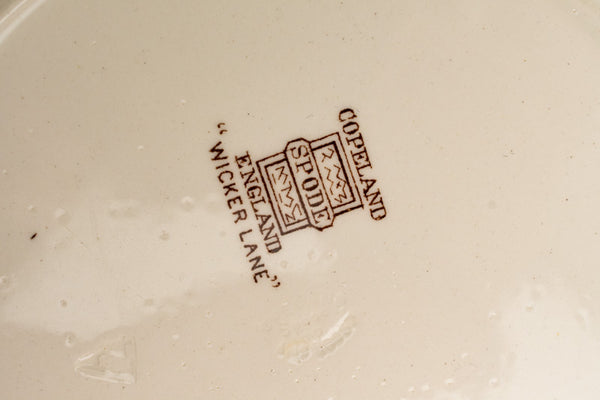 COPELAND
SPODE
ENGLAND
“WICKER LANE”